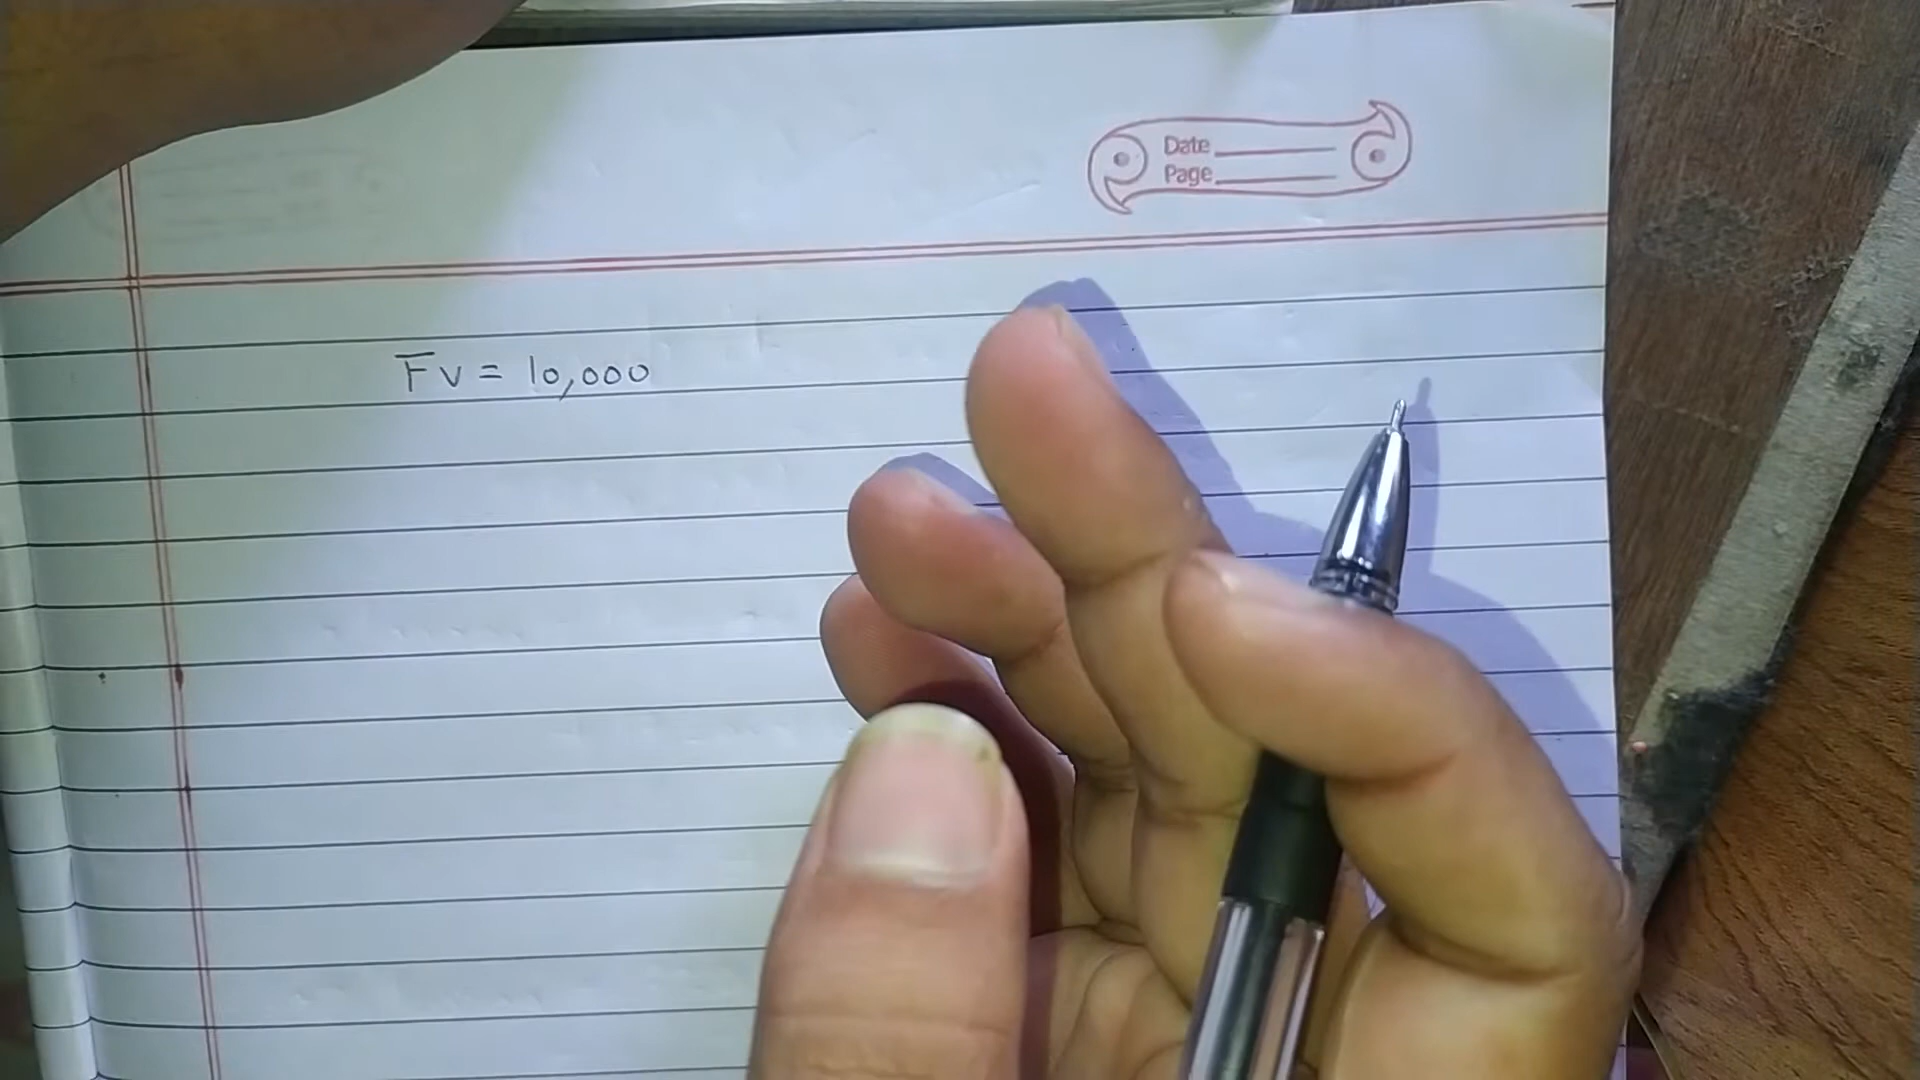 Date
Page
Fv = 10,000